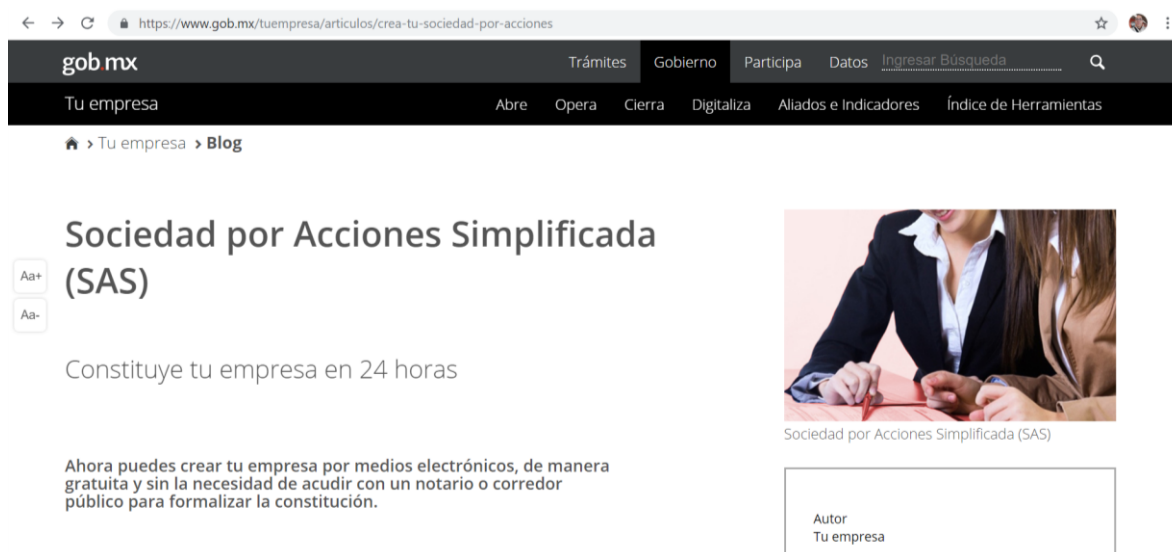 https://www.gob.mx/tuempresa/articulos/crea-tu-sociedad-por-acciones
gob.mx Trámites Gobierno Participa Datos Ingresar Búsqueda
Tu empresa Abre Opera Cierra Digitaliza Aliados e Indicadores Índice de Herramientas
> Tu empresa > Blog
Sociedad por Acciones Simplificada
(SAS)
Aa+
Aa-
Constituye tu empresa en 24 horas
Sociedad por Acciones Simplificada (SAS)
Ahora puedes crear tu empresa por medios electrónicos, de manera
gratuita y sin la necesidad de acudir con un notario o corredor
público para formalizar la constitución.
Autor
Tu empresa